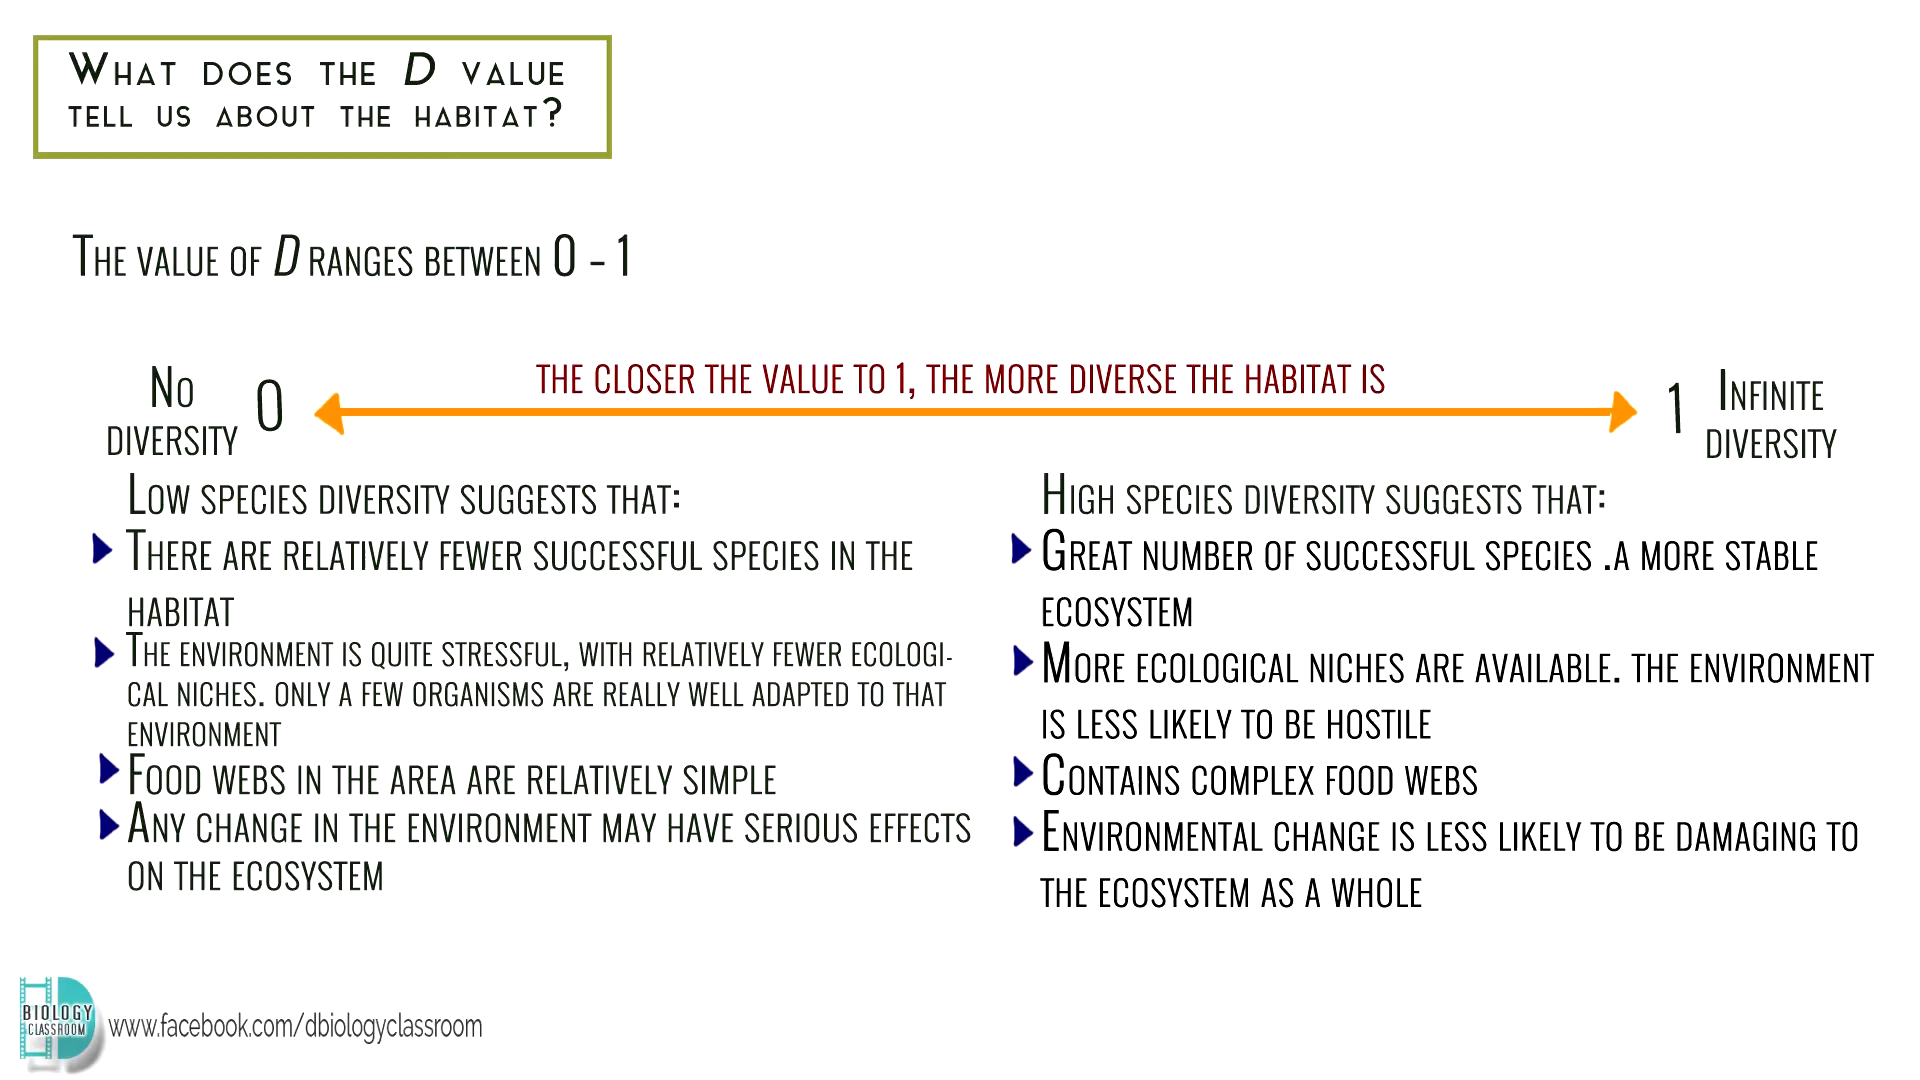 What does the D value
tell us about the habitat?
The value of D ranges between 0 – 1
No
diversity
0
the closer the value to 1, the more diverse the habitat is
1
Infinite
diversity
Low species diversity suggests that:
There are relatively fewer successful species in the
habitat
The environment is quite stressful, with relatively fewer ecologi-
cal niches. only a few organisms are really well adapted to that
environment
Food webs in the area are relatively simple
Any change in the environment may have serious effects
on the ecosystem
High species diversity suggests that:
Great number of successful species .a more stable
ecosystem
More ecological niches are available. the environment
is less likely to be hostile
Contains complex food webs
Environmental change is less likely to be damaging to
the ecosystem as a whole
BIOLOGY
CLASSROOM
www.facebook.com/dbiologyclassroom